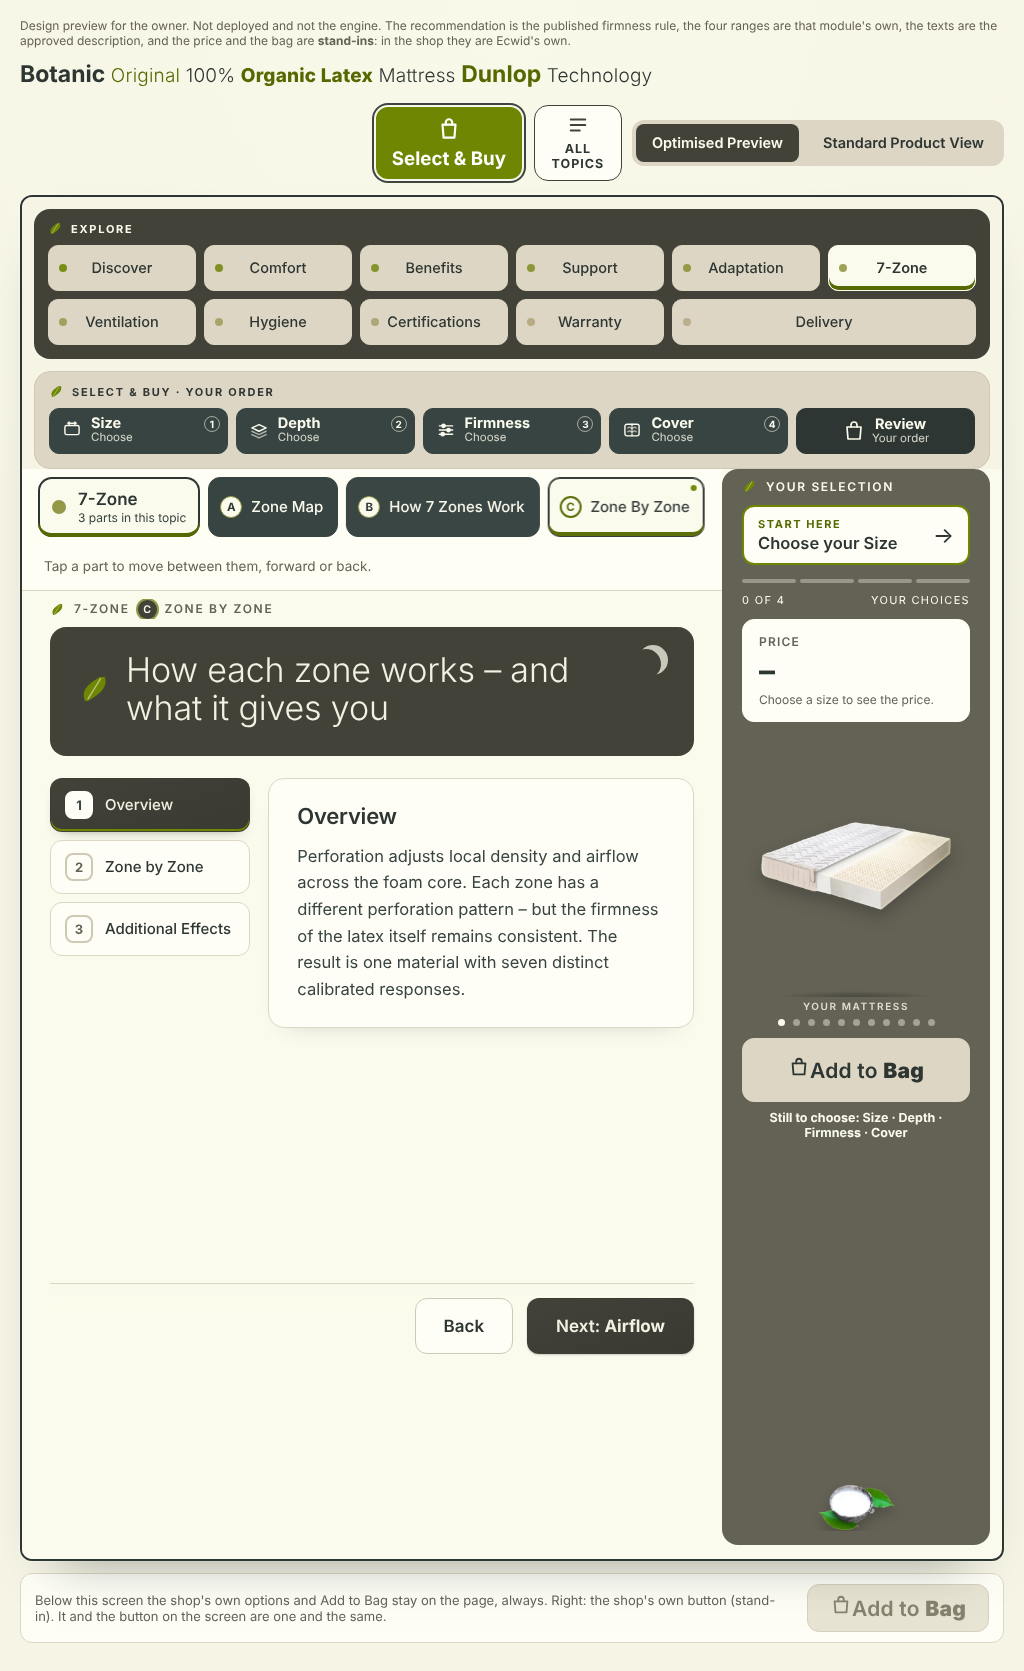 Design preview for the owner. Not deployed and not the engine. The recommendation is the published firmness rule, the four ranges are that module's own, the texts are the
approved description, and the price and the bag are stand-ins: in the shop they are Ecwid's own.
Botanic Original 100% Organic Latex Mattress Dunlop Technology
Select & Buy
ALL
TOPICS
Optimised Preview
Standard Product View
EXPLORE
Discover
Comfort
Benefits
Support
Adaptation
7-Zone
Ventilation
Hygiene
Certifications
Warranty
Delivery
SELECT & BUY · YOUR ORDER
Size
Choose
1
Depth
Choose
2
Firmness
Choose
3
Cover
Choose
4
Review
Your order
7-Zone
3 parts in this topic
A Zone Map
B How 7 Zones Work
C Zone By Zone
Tap a part to move between them, forward or back.
7-ZONE C ZONE BY ZONE
How each zone works – and
what it gives you
1 Overview
2 Zone by Zone
3 Additional Effects
Overview
Perforation adjusts local density and airflow
across the foam core. Each zone has a
different perforation pattern – but the firmness
of the latex itself remains consistent. The
result is one material with seven distinct
calibrated responses.
Back
Next: Airflow
YOUR SELECTION
START HERE
Choose your Size
0 OF 4
YOUR CHOICES
PRICE
–
Choose a size to see the price.
YOUR MATTRESS
Add to Bag
Still to choose: Size · Depth ·
Firmness · Cover
Below this screen the shop's own options and Add to Bag stay on the page, always. Right: the shop's own button (stand-
in). It and the button on the screen are one and the same.
Add to Bag